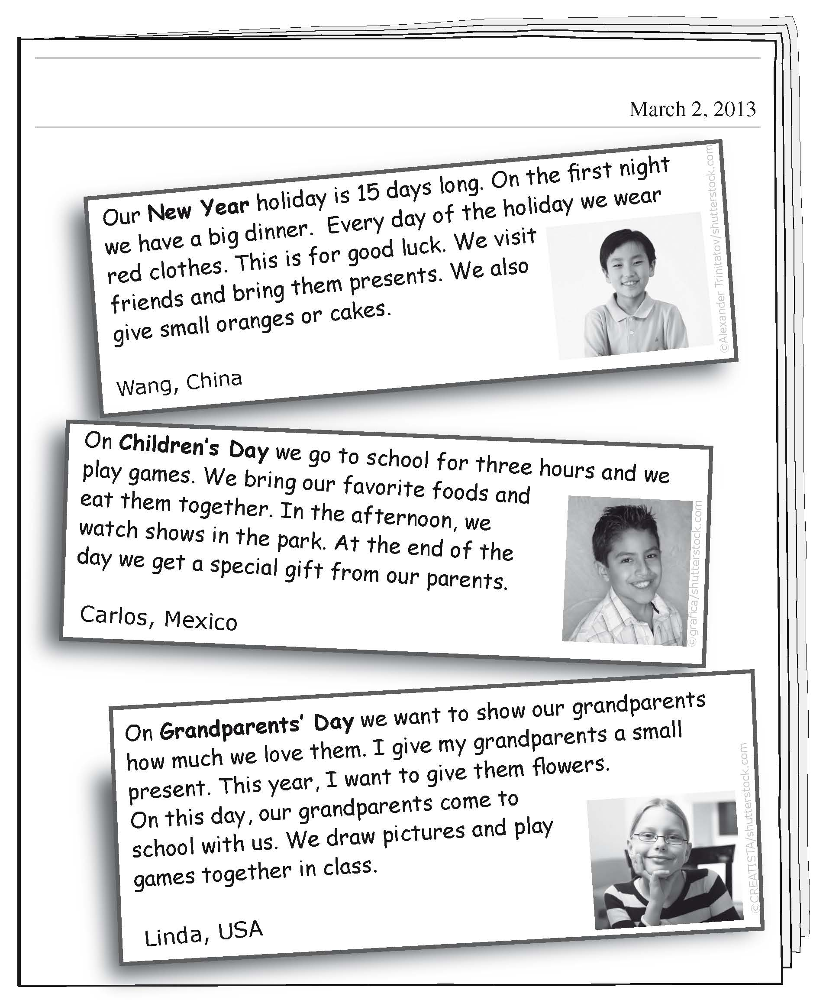 March 2, 2013
Our New Year holiday is 15 days long. On the first night
we have a big dinner. Every day of the holiday we wear
red clothes. This is for good luck. We visit
friends and bring them presents. We also
give small oranges or cakes.
Wang, China
©Alexander Trinitatov/shutterstock.com
On Children's Day we go to school for three hours and we
play games. We bring our favorite foods and
eat them together. In the afternoon, we
watch shows in the park. At the end of the
day we get a special gift from our parents.
Carlos, Mexico
©grafica/shutterstock.com
On Grandparents' Day we want to show our grandparents
how much we love them. I give my grandparents a small
present. This year, I want to give them flowers.
On this day, our grandparents come to
school with us. We draw pictures and play
games together in class.
Linda, USA
©CREATISTA/shutterstock.com